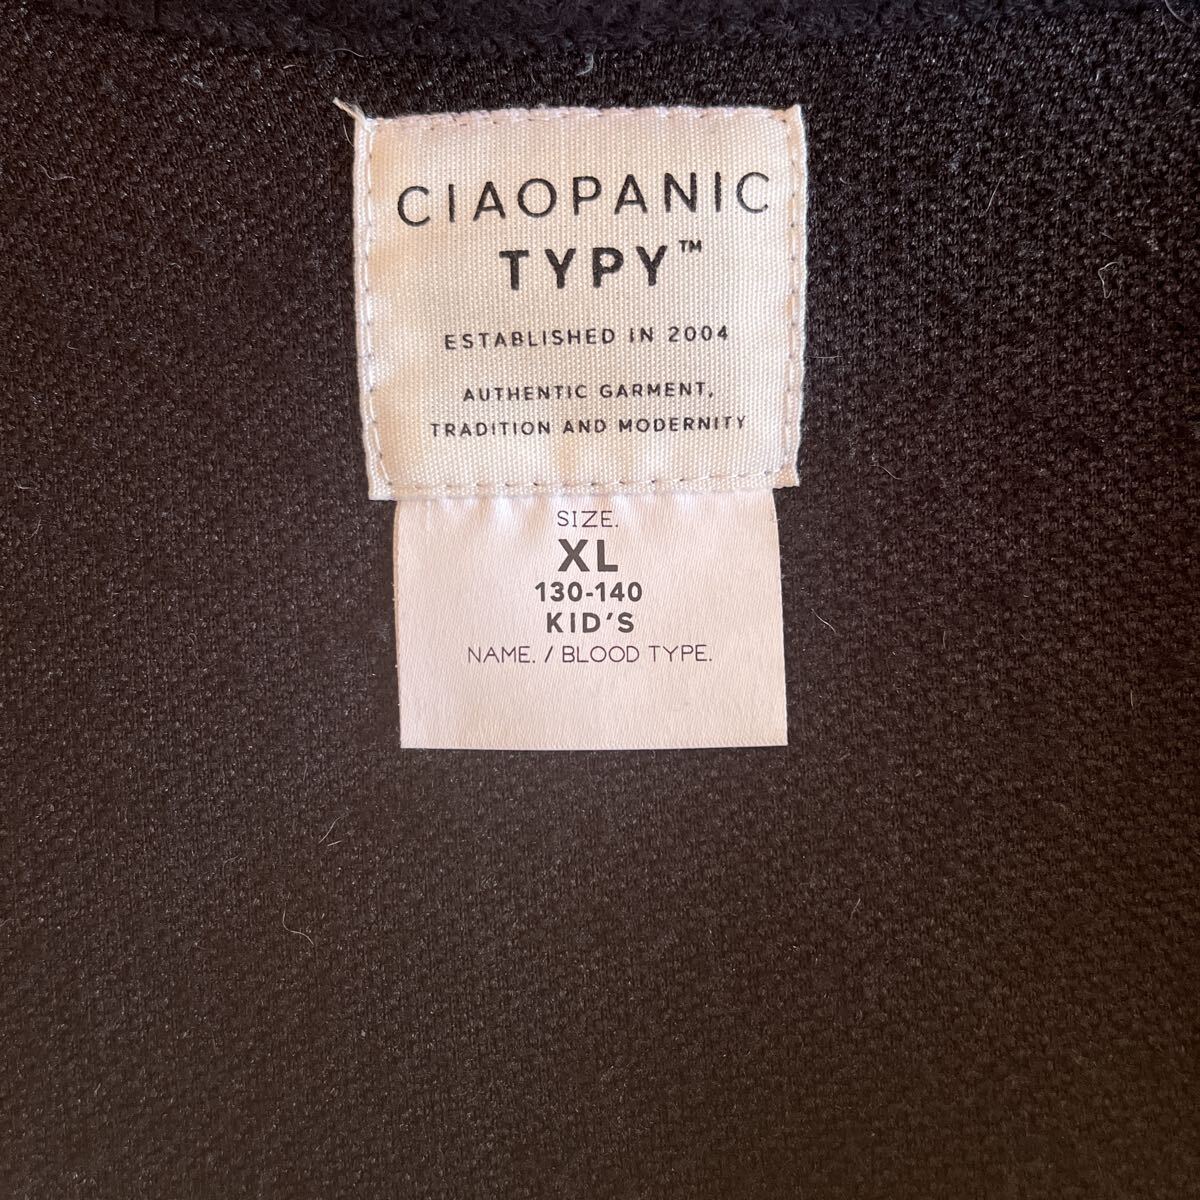 CIAOPANIC
TYPY™
ESTABLISHED IN 2004
AUTHENTIC GARMENT,
TRADITION AND MODERNITY
SIZE.
XL
130-140
KID'S
NAME. / BLOOD TYPE.